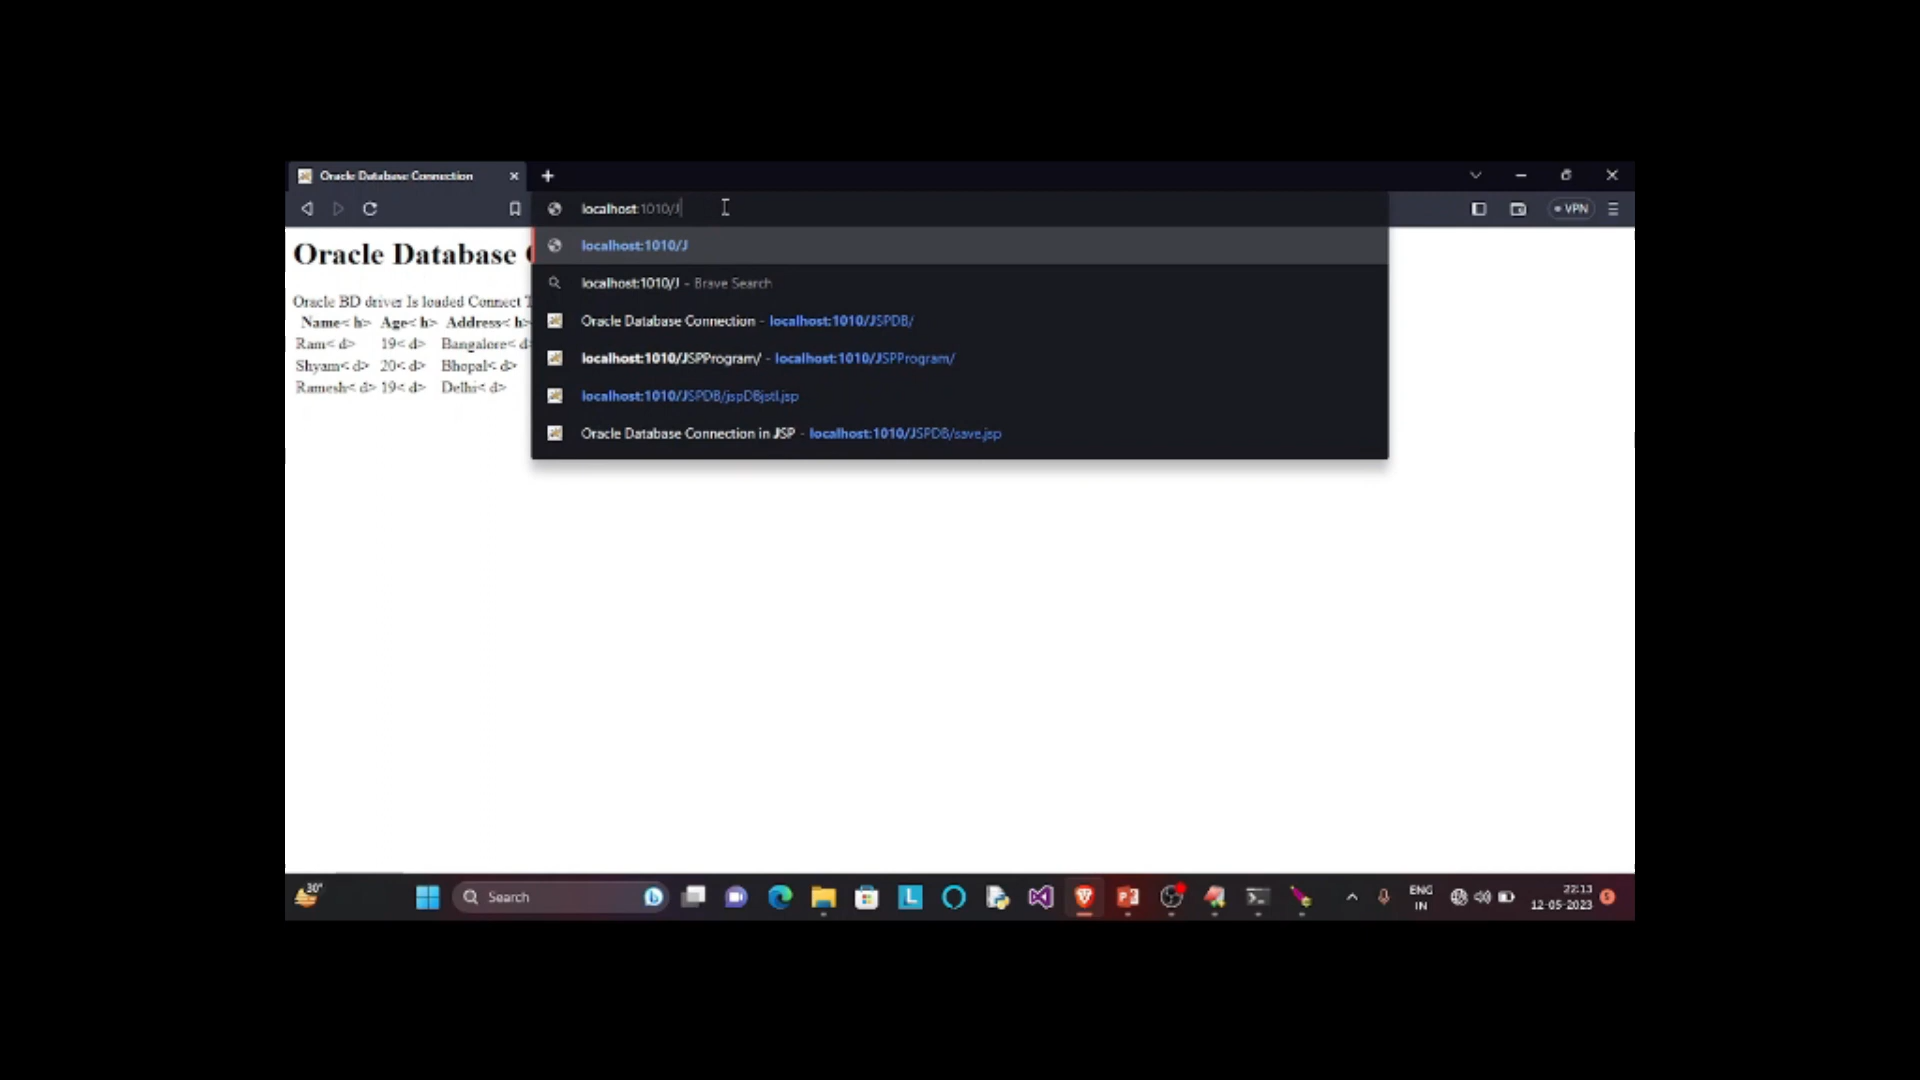 Oracle Database Connection
localhost:1010/J
VPN
localhost:1010/J
localhost:1010/J - Brave Search
Oracle Database Connection - localhost:1010/JSPDB/
localhost:1010/JSPProgram/ - localhost:1010/JSPProgram/
localhost:1010/JSPDB/jspDBjstl.jsp
Oracle Database Connection in JSP - localhost:1010/JSPDB/save.jsp
Oracle Database
Oracle BD driver Is loaded Connect
Name< h> Age< h> Address< h>
Ram< d> 19< d> Bangalore< d>
Shyam< d> 20< d> Bhopal< d>
Ramesh< d> 19< d> Delhi< d>
30°
Search
ENG
IN
22:13
12-05-2023